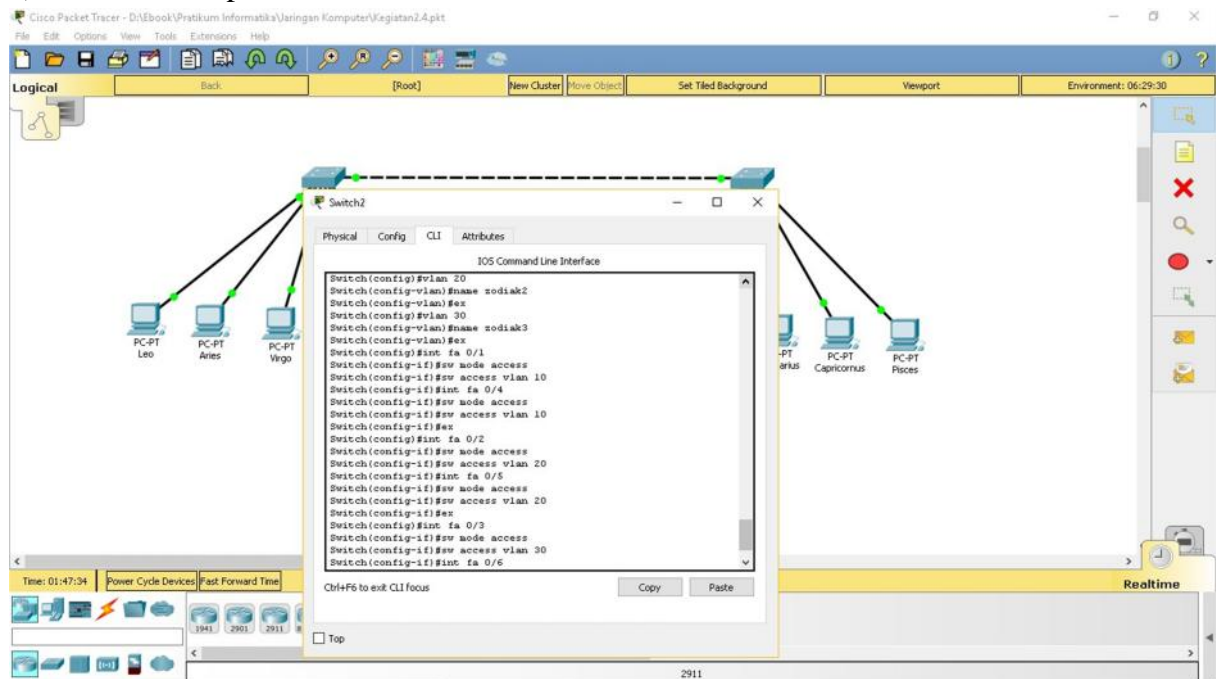 Cisco Packet Tracer - D:\Ebook\Pratikum Informatika\Jaringan Komputer\Kegiatan2.4.pkt
File Edit Options View Tools Extensions Help
Logical Back [Root] New Cluster Move Object Set Tiled Background Viewport Environment: 06:29:30
Switch2
Physical Config CLI Attributes
IOS Command Line Interface
Switch(config)#vlan 20
Switch(config-vlan)#name zodiak2
Switch(config-vlan)#ex
Switch(config)#vlan 30
Switch(config-vlan)#name zodiak3
Switch(config-vlan)#ex
Switch(config)#int fa 0/1
Switch(config-if)#sw mode access
Switch(config-if)#sw access vlan 10
Switch(config-if)#int fa 0/4
Switch(config-if)#sw mode access
Switch(config-if)#sw access vlan 10
Switch(config-if)#ex
Switch(config)#int fa 0/2
Switch(config-if)#sw mode access
Switch(config-if)#sw access vlan 20
Switch(config-if)#int fa 0/5
Switch(config-if)#sw mode access
Switch(config-if)#sw access vlan 20
Switch(config-if)#ex
Switch(config)#int fa 0/3
Switch(config-if)#sw mode access
Switch(config-if)#sw access vlan 30
Switch(config-if)#int fa 0/6
Ctrl+F6 to exit CLI focus Copy Paste
Top
PC-PT
Leo
PC-PT
Aries
PC-PT
Virgo
-PT
arius
PC-PT
Capricornus
PC-PT
Pisces
Time: 01:47:34 Power Cycle Devices Fast Forward Time Realtime
1941 2901 2911
2911